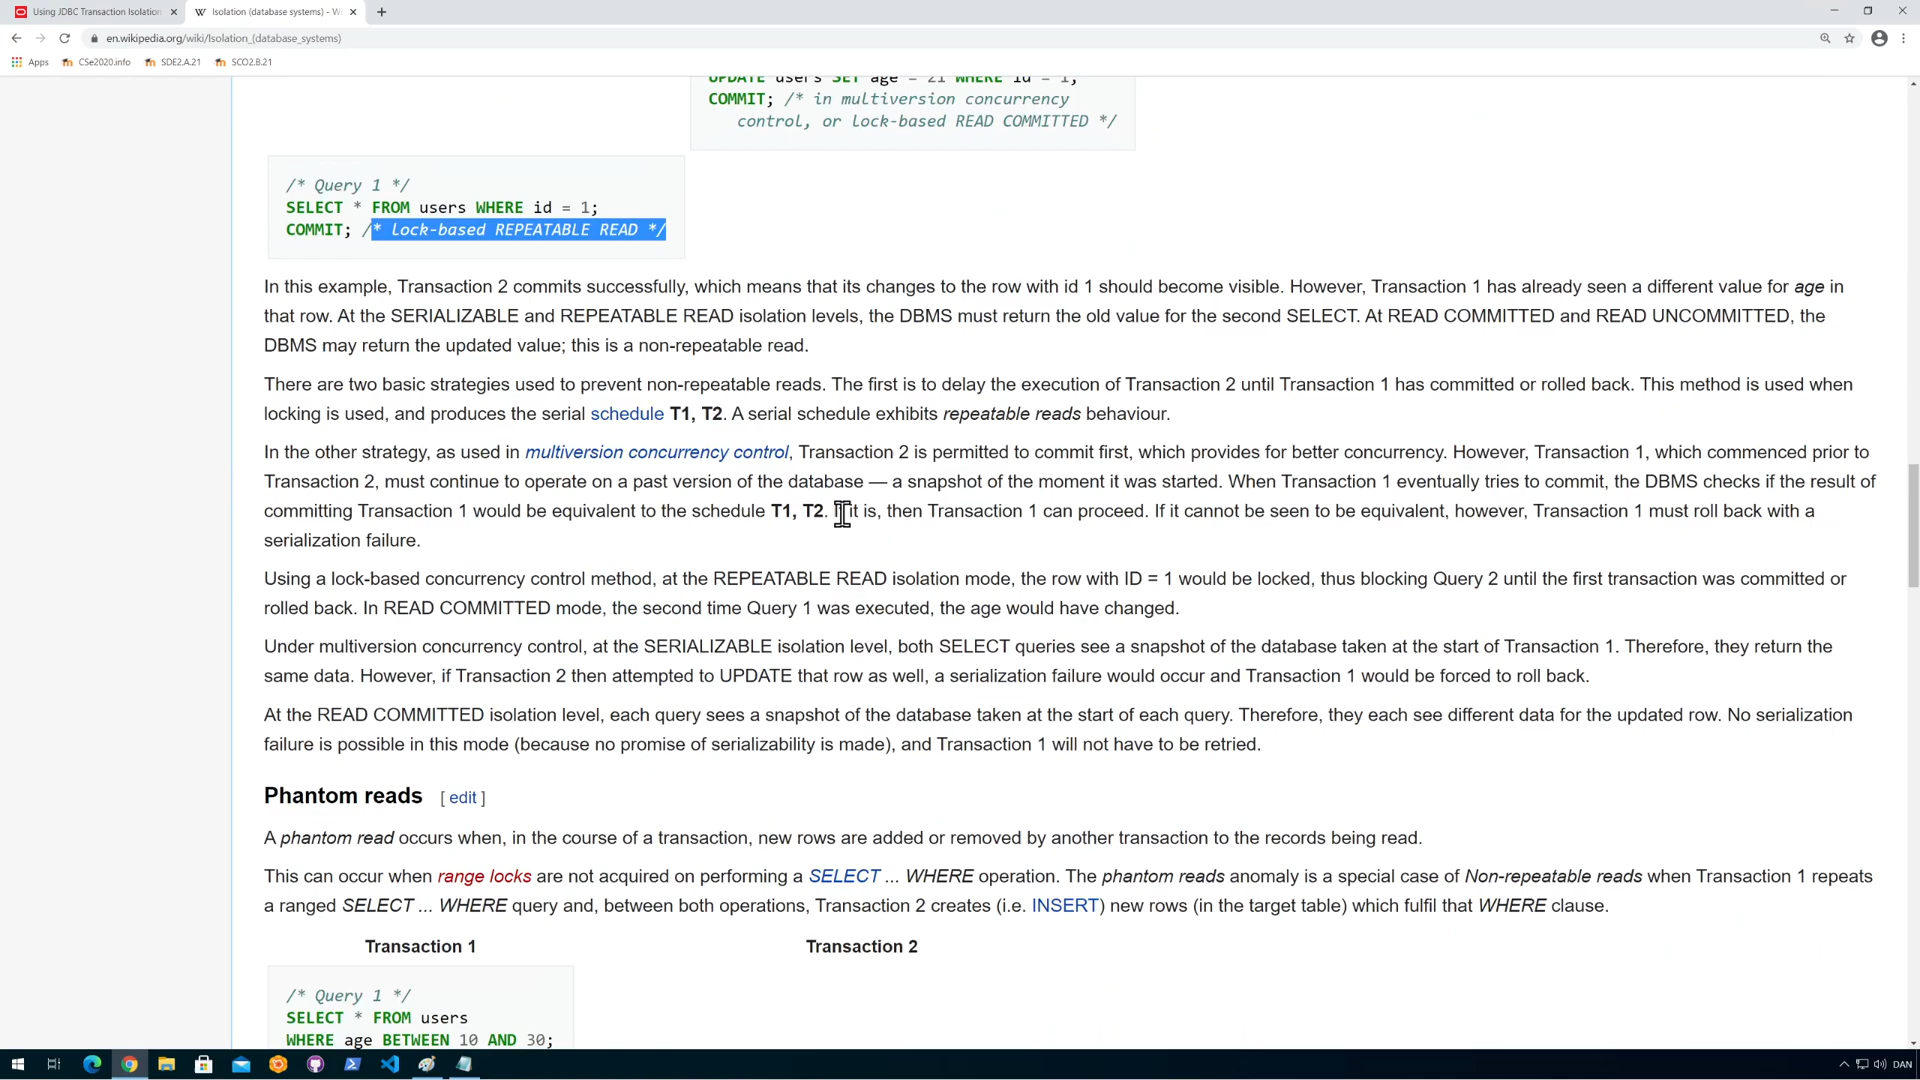 Using JDBC Transaction Isolation
Isolation (database systems) - Wi
en.wikipedia.org/wiki/Isolation_(database_systems)
Apps
CSe2020.info
SDE2.A.21
SCO2.B.21
UPDATE users SET age = 21 WHERE id = 1;
COMMIT; /* in multiversion concurrency
control, or lock-based READ COMMITTED */
/* Query 1 */
SELECT * FROM users WHERE id = 1;
COMMIT; /* lock-based REPEATABLE READ */
In this example, Transaction 2 commits successfully, which means that its changes to the row with id 1 should become visible. However, Transaction 1 has already seen a different value for age in
that row. At the SERIALIZABLE and REPEATABLE READ isolation levels, the DBMS must return the old value for the second SELECT. At READ COMMITTED and READ UNCOMMITTED, the
DBMS may return the updated value; this is a non-repeatable read.
There are two basic strategies used to prevent non-repeatable reads. The first is to delay the execution of Transaction 2 until Transaction 1 has committed or rolled back. This method is used when
locking is used, and produces the serial schedule T1, T2. A serial schedule exhibits repeatable reads behaviour.
In the other strategy, as used in multiversion concurrency control, Transaction 2 is permitted to commit first, which provides for better concurrency. However, Transaction 1, which commenced prior to
Transaction 2, must continue to operate on a past version of the database — a snapshot of the moment it was started. When Transaction 1 eventually tries to commit, the DBMS checks if the result of
committing Transaction 1 would be equivalent to the schedule T1, T2. If it is, then Transaction 1 can proceed. If it cannot be seen to be equivalent, however, Transaction 1 must roll back with a
serialization failure.
Using a lock-based concurrency control method, at the REPEATABLE READ isolation mode, the row with ID = 1 would be locked, thus blocking Query 2 until the first transaction was committed or
rolled back. In READ COMMITTED mode, the second time Query 1 was executed, the age would have changed.
Under multiversion concurrency control, at the SERIALIZABLE isolation level, both SELECT queries see a snapshot of the database taken at the start of Transaction 1. Therefore, they return the
same data. However, if Transaction 2 then attempted to UPDATE that row as well, a serialization failure would occur and Transaction 1 would be forced to roll back.
At the READ COMMITTED isolation level, each query sees a snapshot of the database taken at the start of each query. Therefore, they each see different data for the updated row. No serialization
failure is possible in this mode (because no promise of serializability is made), and Transaction 1 will not have to be retried.
Phantom reads [ edit ]
A phantom read occurs when, in the course of a transaction, new rows are added or removed by another transaction to the records being read.
This can occur when range locks are not acquired on performing a SELECT ... WHERE operation. The phantom reads anomaly is a special case of Non-repeatable reads when Transaction 1 repeats
a ranged SELECT ... WHERE query and, between both operations, Transaction 2 creates (i.e. INSERT) new rows (in the target table) which fulfil that WHERE clause.
Transaction 1 Transaction 2
/* Query 1 */
SELECT * FROM users
WHERE age BETWEEN 10 AND 30;
DAN